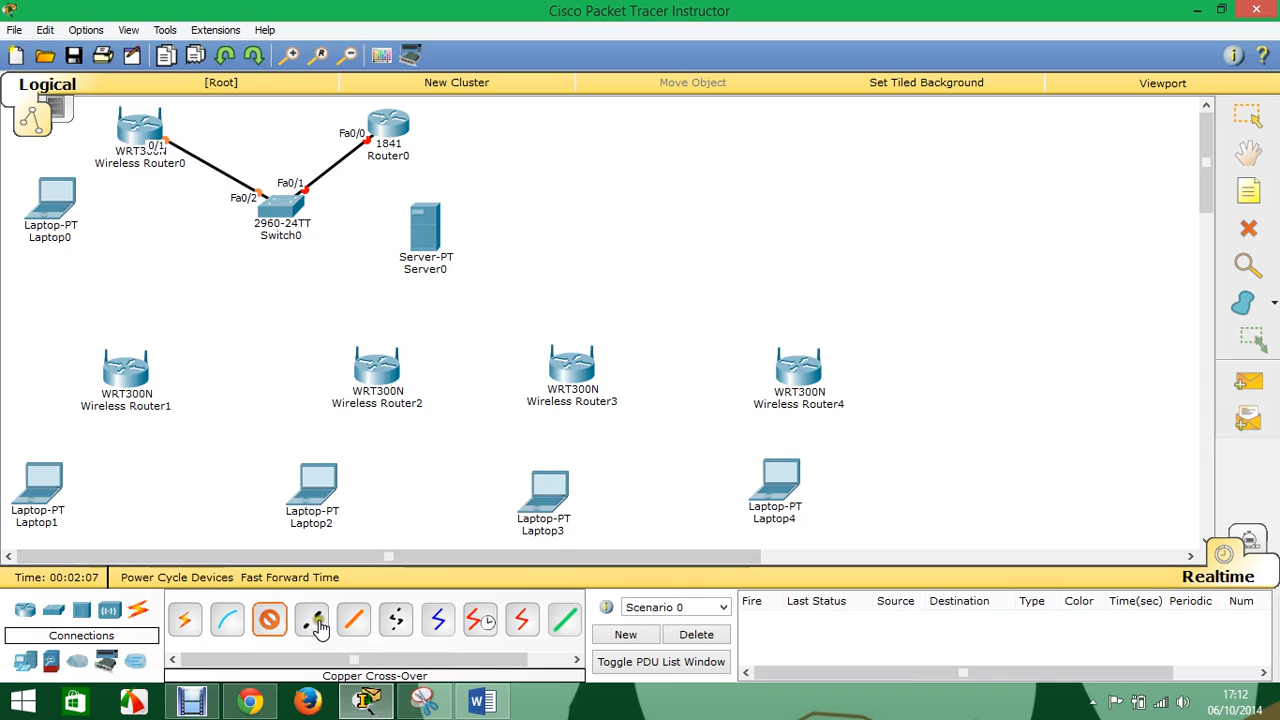 Cisco Packet Tracer Instructor
File Edit Options View Tools Extensions Help
Logical [Root] New Cluster Move Object Set Tiled Background Viewport
Fa0/0
0/1
WRT300N
Wireless Router0
1841
Router0
Fa0/1
Fa0/2
2960-24TT
Switch0
Laptop-PT
Laptop0
Server-PT
Server0
WRT300N
Wireless Router1
WRT300N
Wireless Router2
WRT300N
Wireless Router3
WRT300N
Wireless Router4
Laptop-PT
Laptop1
Laptop-PT
Laptop2
Laptop-PT
Laptop3
Laptop-PT
Laptop4
Time: 00:02:07 Power Cycle Devices Fast Forward Time Realtime
Connections
Copper Cross-Over
Scenario 0
New Delete
Toggle PDU List Window
Fire Last Status Source Destination Type Color Time(sec) Periodic Num
17:12
06/10/2014